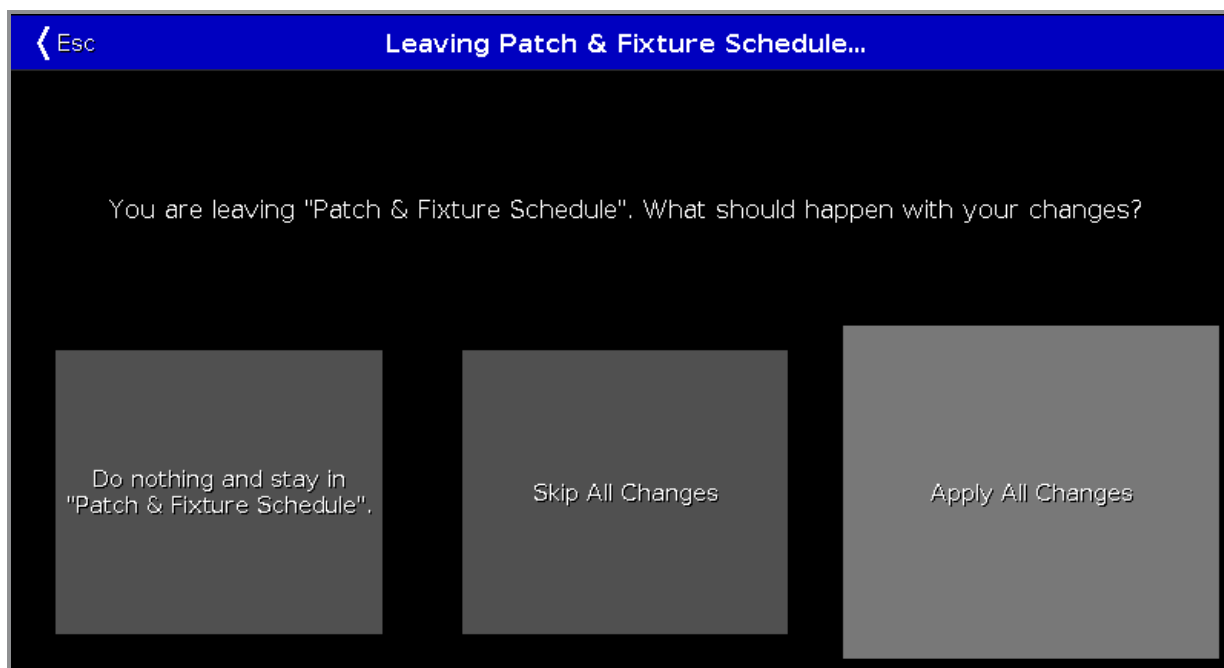 Esc
Leaving Patch & Fixture Schedule...
You are leaving "Patch & Fixture Schedule". What should happen with your changes?
Do nothing and stay in
"Patch & Fixture Schedule".
Skip All Changes
Apply All Changes